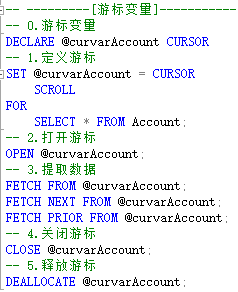 -- ----------[游标变量]-----------
-- 0.游标变量
DECLARE @curvarAccount CURSOR
-- 1.定义游标
SET @curvarAccount = CURSOR
SCROLL
FOR
SELECT * FROM Account;
-- 2.打开游标
OPEN @curvarAccount;
-- 3.提取数据
FETCH FROM @curvarAccount;
FETCH NEXT FROM @curvarAccount;
FETCH PRIOR FROM @curvarAccount;
-- 4.关闭游标
CLOSE @curvarAccount;
-- 5.释放游标
DEALLOCATE @curvarAccount;